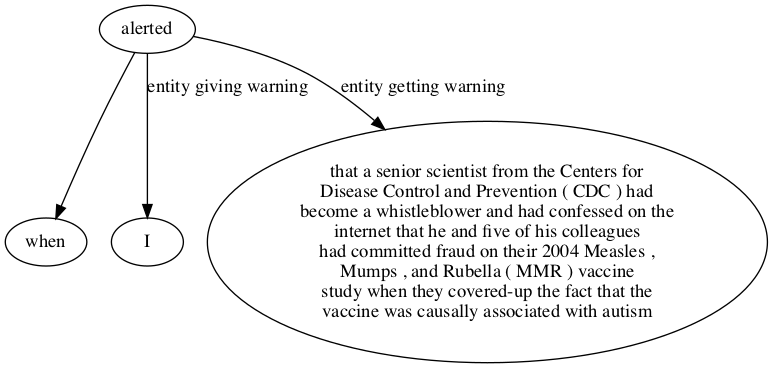 alerted
entity giving warning
entity getting warning
when
I
that a senior scientist from the Centers for
Disease Control and Prevention ( CDC ) had
become a whistleblower and had confessed on the
internet that he and five of his colleagues
had committed fraud on their 2004 Measles ,
Mumps , and Rubella ( MMR ) vaccine
study when they covered-up the fact that the
vaccine was causally associated with autism